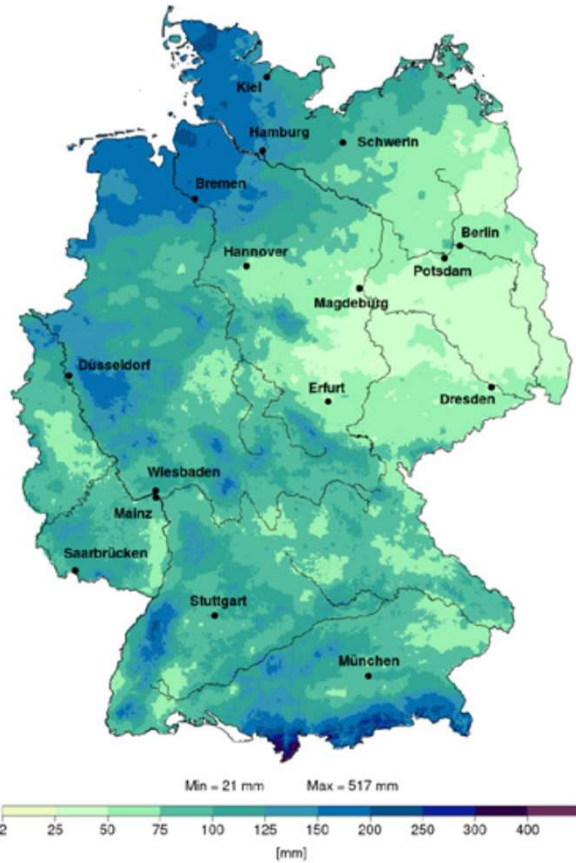 Kiel
Hamburg
Schwerin
Bremen
Berlin
Hannover
Potsdam
Magdeburg
Düsseldorf
Erfurt
Dresden
Wiesbaden
Mainz
Saarbrücken
Stuttgart
München
Min = 21 mm Max = 517 mm
2 25 50 75 100 125 150 200 250 300 400
[mm]